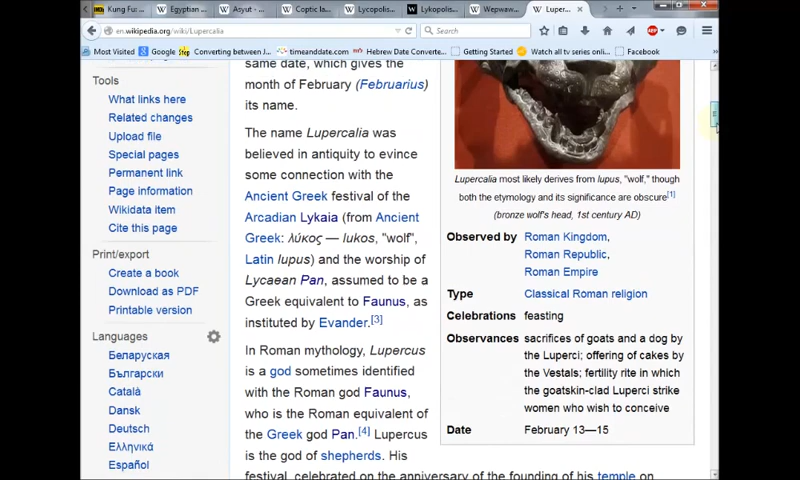 Kung Fu
Egyptian
Asyut -
Coptic la
Lycopolis
Lykopolis
Wepwaw
Luper
en.wikipedia.org/wiki/Lupercalia
Search
Most Visited
Google
Converting between J...
timeanddate.com
Hebrew Date Converte...
Getting Started
Watch all tv series onli...
Facebook
Tools
What links here
Related changes
Upload file
Special pages
Permanent link
Page information
Wikidata item
Cite this page
Print/export
Create a book
Download as PDF
Printable version
Languages
Беларуская
Български
Català
Dansk
Deutsch
Ελληνικά
Español
same date, which gives the
month of February (Februarius)
its name.
The name Lupercalia was
believed in antiquity to evince
some connection with the
Ancient Greek festival of the
Arcadian Lykaia (from Ancient
Greek: λύκος — lukos, "wolf",
Latin lupus) and the worship of
Lycaean Pan, assumed to be a
Greek equivalent to Faunus, as
instituted by Evander.[3]
In Roman mythology, Lupercus
is a god sometimes identified
with the Roman god Faunus,
who is the Roman equivalent of
the Greek god Pan.[4] Lupercus
is the god of shepherds. His
festival, celebrated on the anniversary of the founding of his temple on
Lupercalia most likely derives from lupus, "wolf," though
both the etymology and its significance are obscure[1]
(bronze wolf's head, 1st century AD)
Observed by Roman Kingdom,
Roman Republic,
Roman Empire
Type Classical Roman religion
Celebrations feasting
Observances sacrifices of goats and a dog by
the Luperci; offering of cakes by
the Vestals; fertility rite in which
the goatskin-clad Luperci strike
women who wish to conceive
Date February 13—15